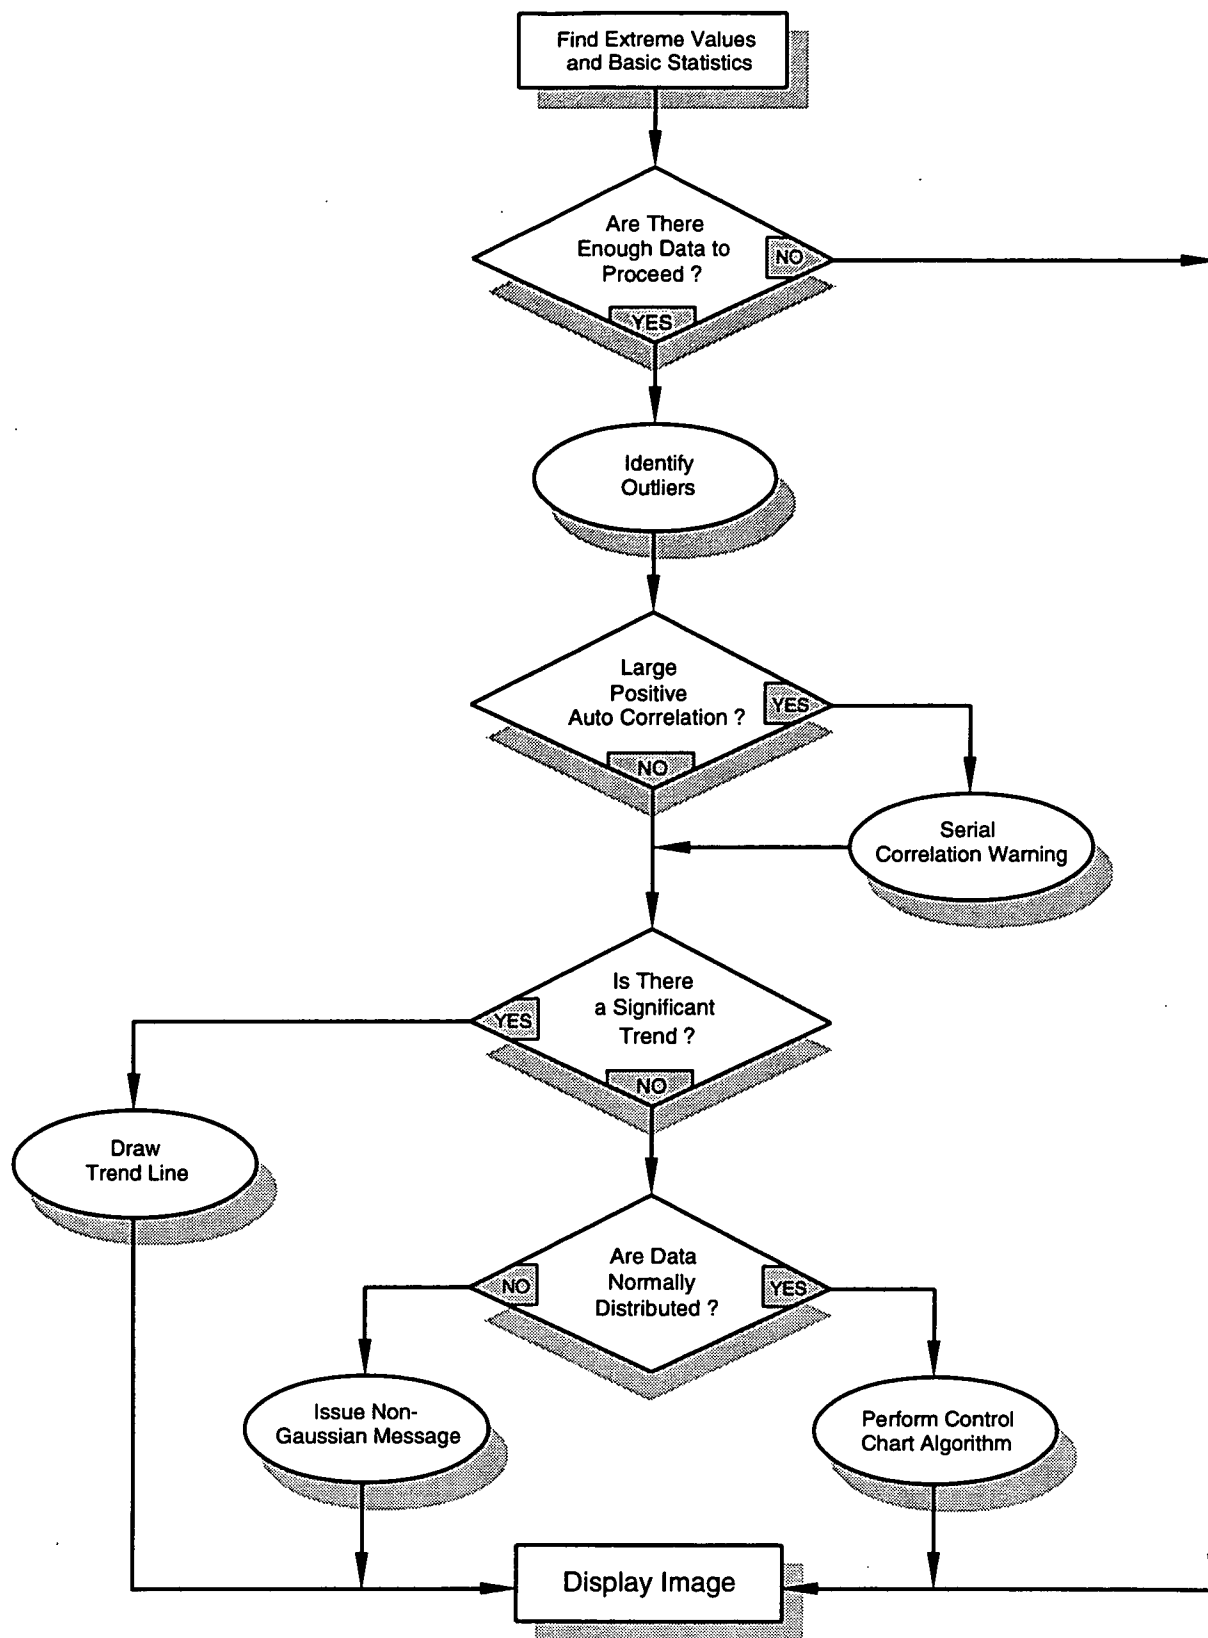 Find Extreme Values
and Basic Statistics
Are There
Enough Data to
Proceed ?
NO
YES
Identify
Outliers
Large
Positive
Auto Correlation ?
YES
NO
Serial
Correlation Warning
Is There
a Significant
Trend ?
YES
NO
Draw
Trend Line
Are Data
Normally
Distributed ?
NO
YES
Issue Non-
Gaussian Message
Perform Control
Chart Algorithm
Display Image